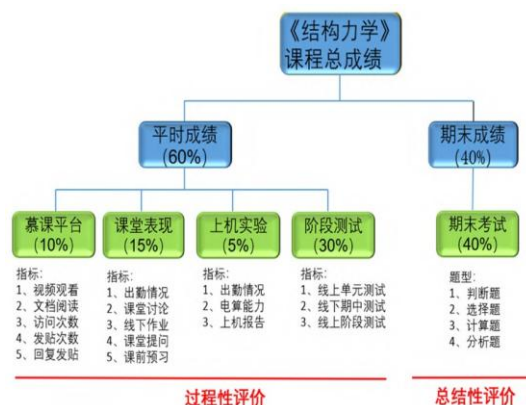 《结构力学》
课程总成绩
平时成绩
(60%)
期末成绩
(40%)
慕课平台
(10%)
课堂表现
(15%)
上机实验
(5%)
阶段测试
(30%)
期末考试
(40%)
指标:
1、视频观看
2、文档阅读
3、访问次数
4、发贴次数
5、回复发贴
指标:
1、出勤情况
2、课堂讨论
3、线下作业
4、课堂提问
5、课前预习
指标:
1、出勤情况
2、电算能力
3、上机报告
指标:
1、线上单元测试
2、线下期中测试
3、线上阶段测试
题型:
1、判断题
2、选择题
3、计算题
4、分析题
过程性评价
总结性评价